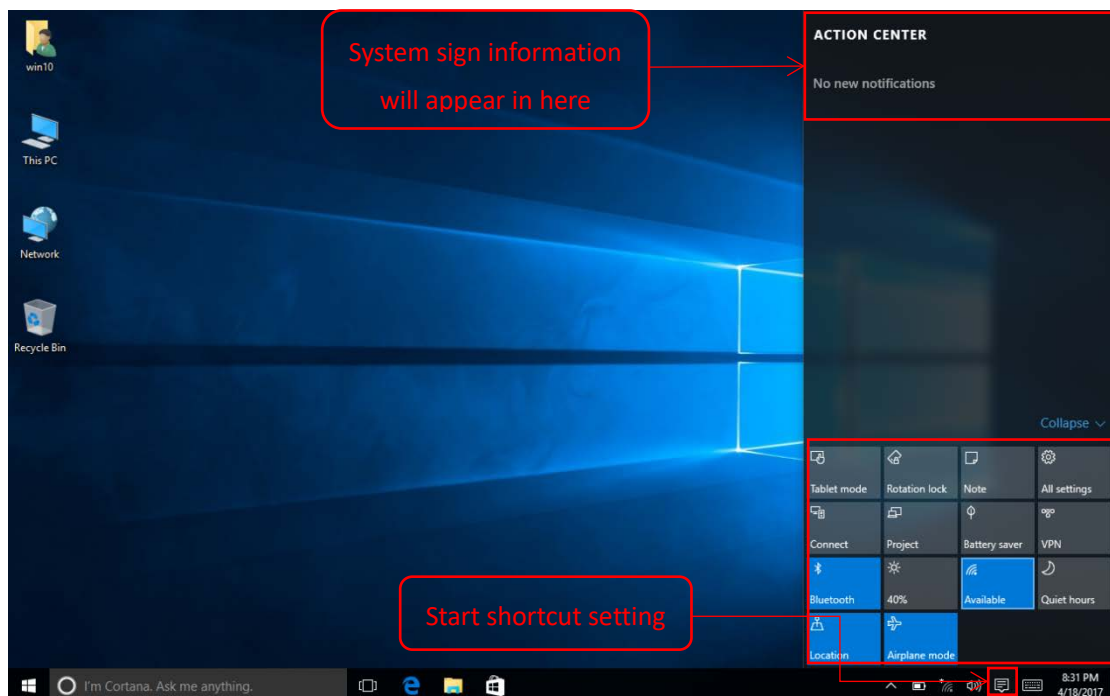 System sign information
will appear in here
ACTION CENTER
No new notifications
win10
This PC
Network
Recycle Bin
Collapse
Tablet mode
Rotation lock
Note
All settings
Connect
Project
Battery saver
VPN
Bluetooth
40%
Available
Quiet hours
Start shortcut setting
Location
Airplane mode
I'm Cortana. Ask me anything.
8:31 PM
4/18/2017